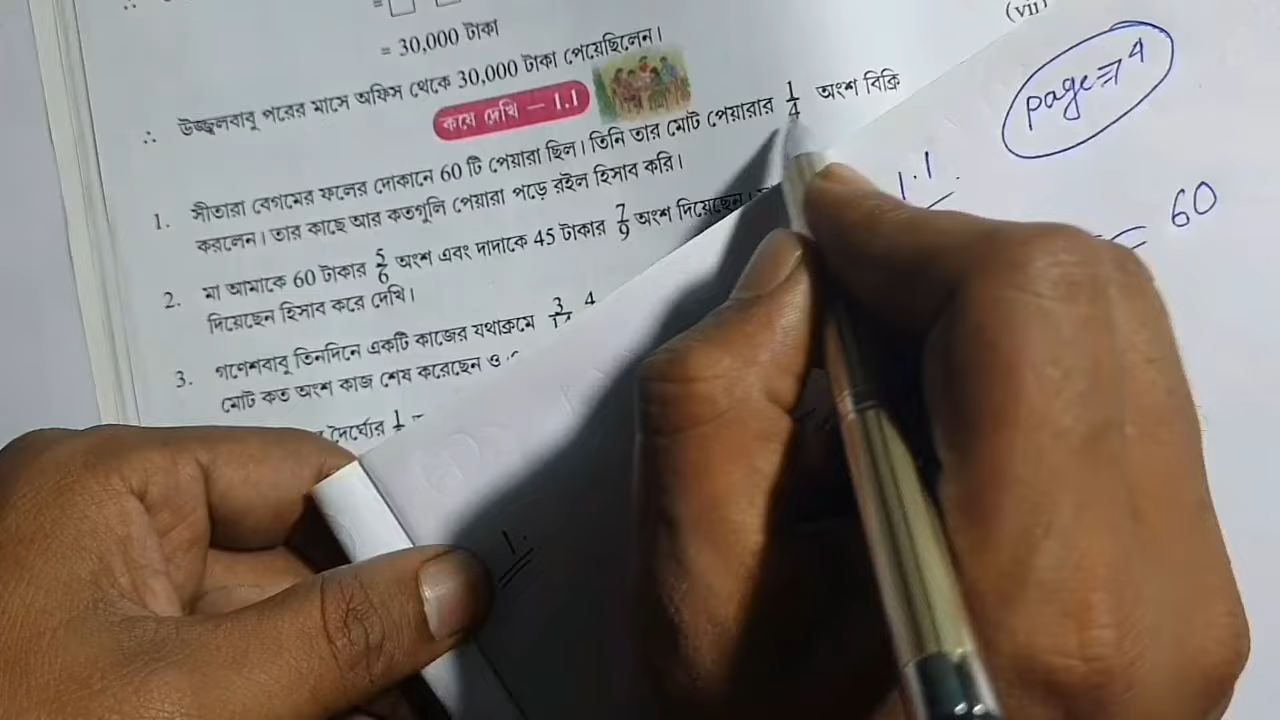 ∴
=
= 30,000 টাকা
∴ উজ্জ্বলবাবু পরের মাসে অফিস থেকে 30,000 টাকা পেয়েছিলেন।
কষে দেখি – 1.1
1. সীতারা বেগমের ফলের দোকানে 60 টি পেয়ারা ছিল। তিনি তার মোট পেয়ারার 1/4 অংশ বিক্রি
করলেন। তার কাছে আর কতগুলি পেয়ারা পড়ে রইল হিসাব করি।
2. মা আমাকে 60 টাকার 5/6 অংশ এবং দাদাকে 45 টাকার 7/9 অংশ দিয়েছেন।
দিয়েছেন হিসাব করে দেখি।
3. গণেশবাবু তিনদিনে একটি কাজের যথাক্রমে
মোট কত অংশ কাজ শেষ করেছেন ও
দৈর্ঘ্যের
(vii)
page ⇒ 4
1.1
= 60
1.